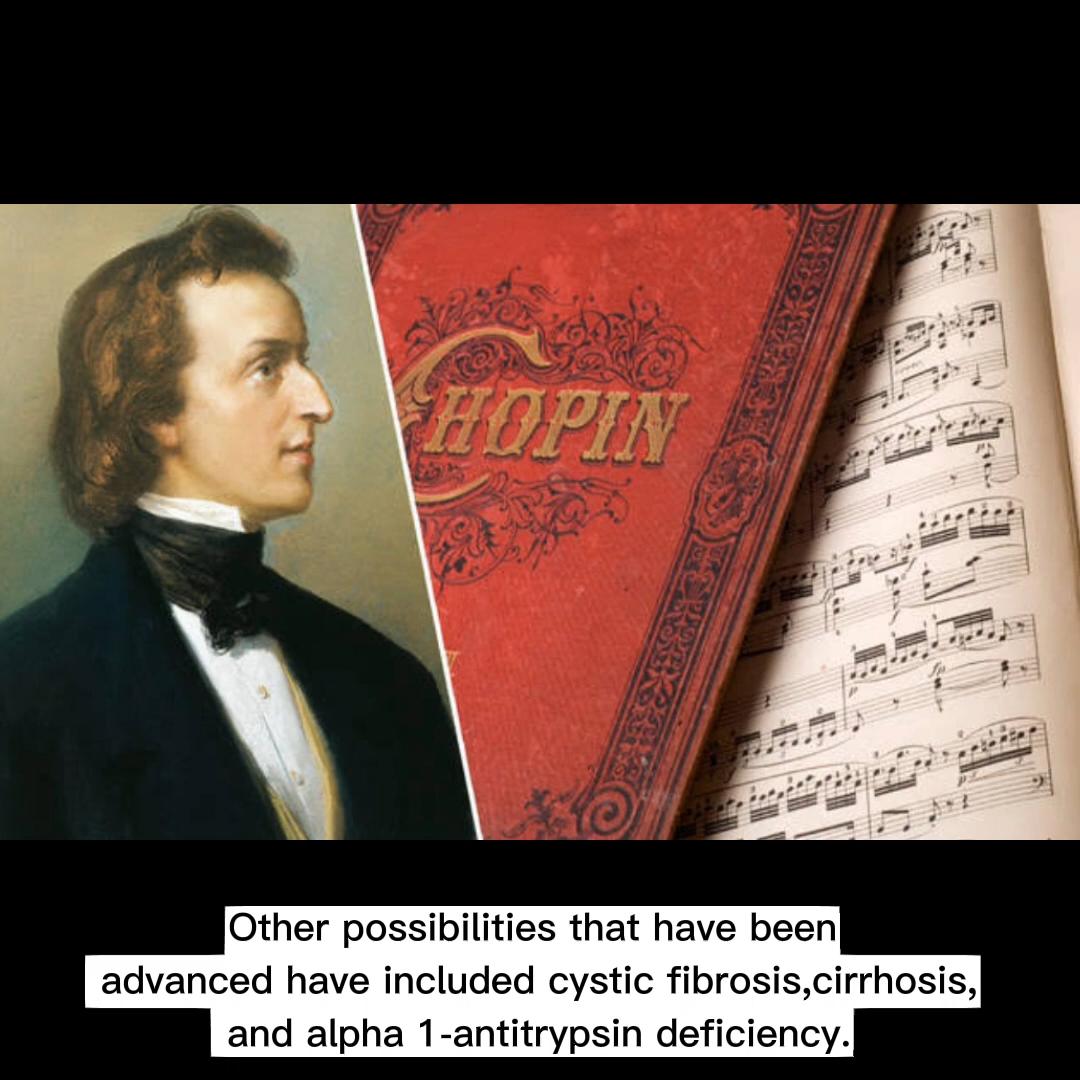 CHOPIN
Other possibilities that have been
advanced have included cystic fibrosis,cirrhosis,
and alpha 1-antitrypsin deficiency.